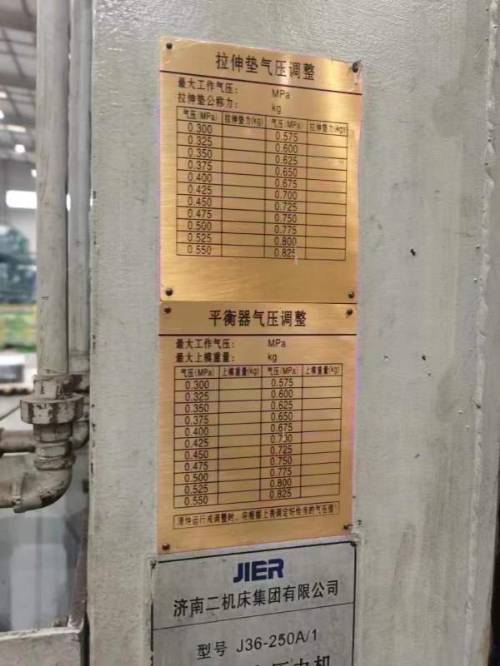 拉伸垫气压调整
最大工作气压： MPa
拉伸垫公称力： kg
气压(MPa) 拉伸垫力(kg) 气压(MPa) 拉伸垫力(kg)
0.300 0.575
0.325 0.600
0.350 0.625
0.375 0.650
0.400 0.675
0.425 0.700
0.450 0.725
0.475 0.750
0.500 0.775
0.525 0.800
0.550 0.825
平衡器气压调整
最大工作气压： MPa
最大上模重量： kg
气压(MPa) 上模重量(kg) 气压(MPa) 上模重量(kg)
0.300 0.575
0.325 0.600
0.350 0.625
0.375 0.650
0.400 0.675
0.425 0.700
0.450 0.725
0.475 0.750
0.500 0.775
0.525 0.800
0.550 0.825
JIER
济南二机床集团有限公司
型号 J36-250A/1
压力机